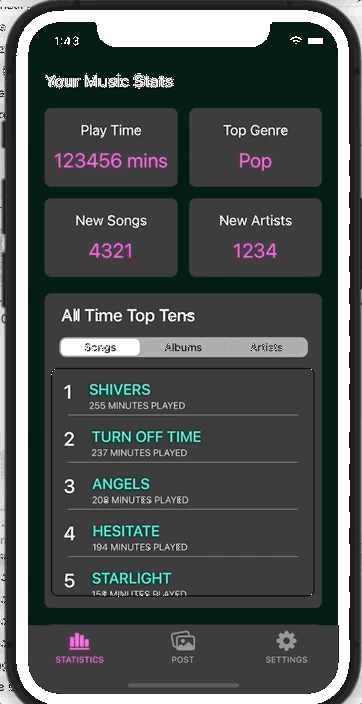 1:43
Your Music Stats
Play Time
Top Genre
123456 mins
Pop
New Songs
New Artists
4321
1234
All Time Top Tens
Songs
Albums
Artists
1
SHIVERS
255 MINUTES PLAYED
2
TURN OFF TIME
237 MINUTES PLAYED
3
ANGELS
208 MINUTES PLAYED
4
HESITATE
194 MINUTES PLAYED
5
STARLIGHT
MINUTES PLAYED
STATISTICS
POST
SETTINGS